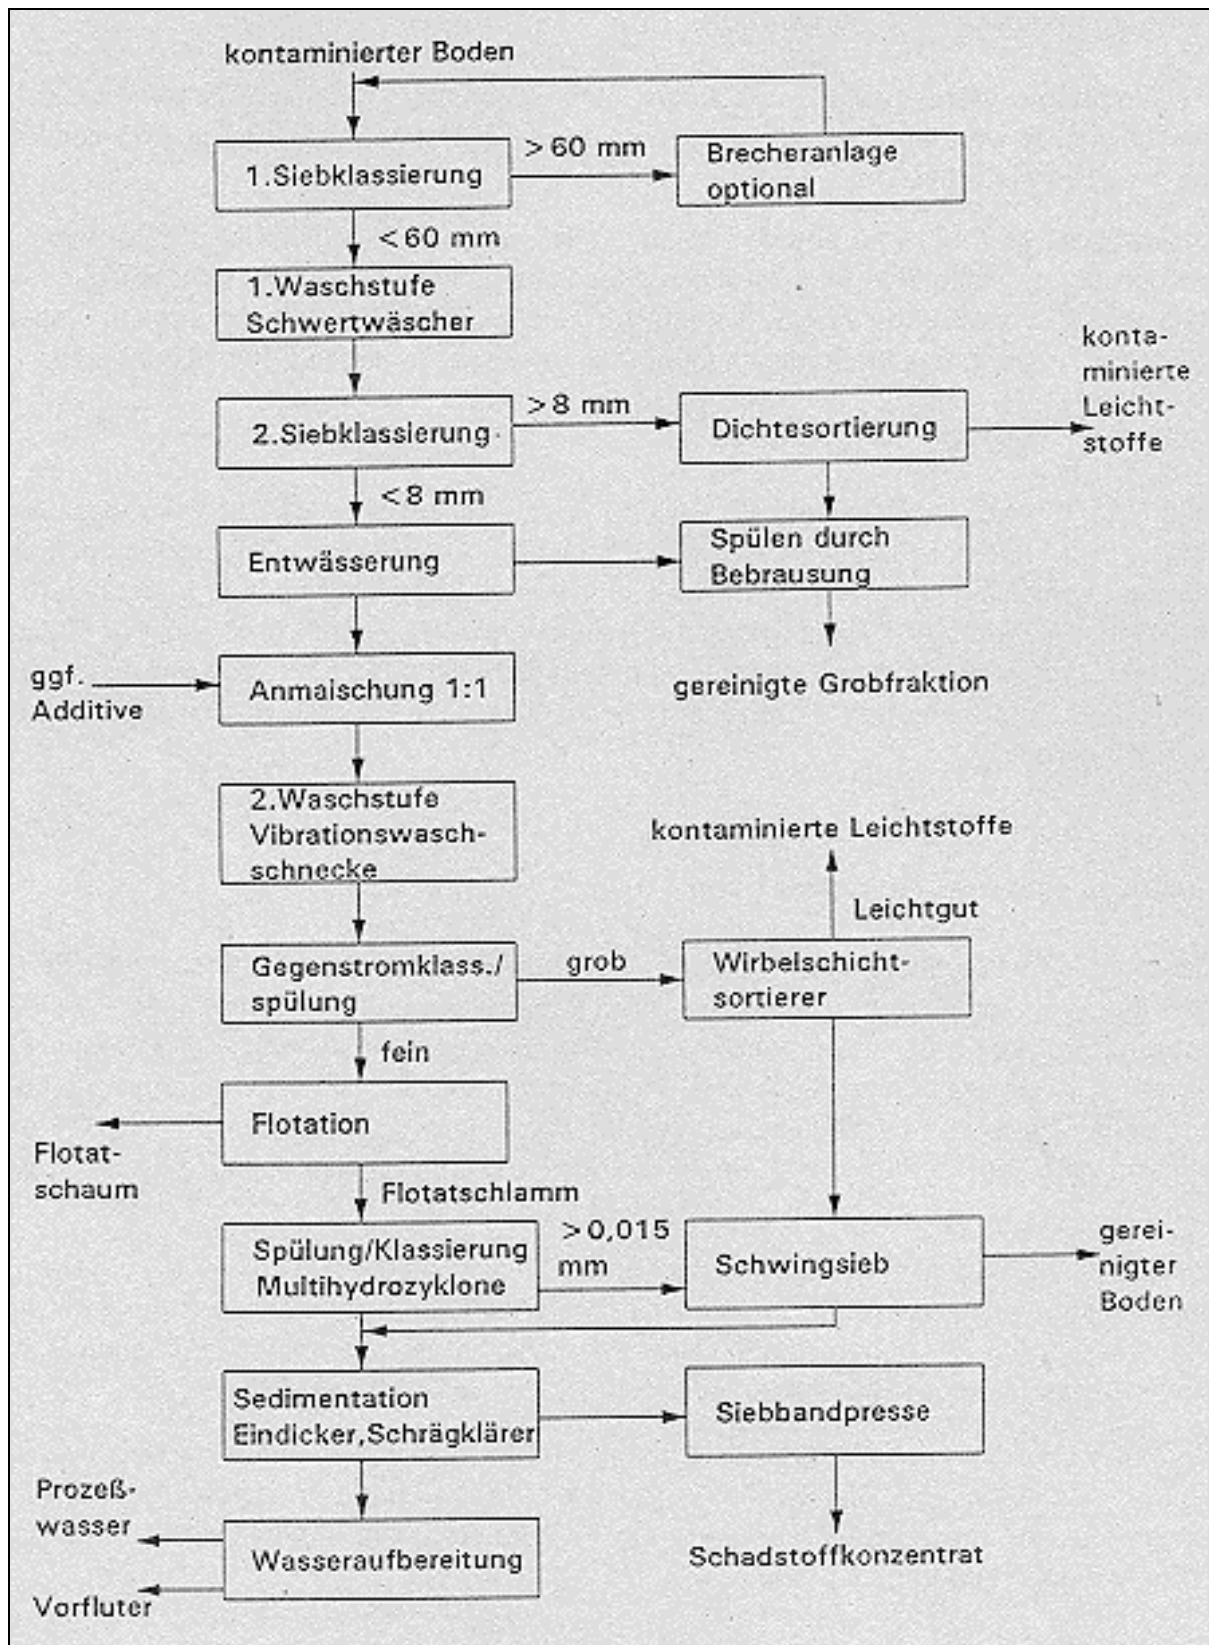 kontaminierter Boden
1.Siebklassierung
>60 mm
Brecheranlage
optional
<60 mm
1.Waschstufe
Schwertwäscher
2.Siebklassierung
>8 mm
Dichtesortierung
konta-
minierte
Leicht-
stoffe
<8 mm
Entwässerung
Spülen durch
Bebrausung
ggf.
Additive
Anmaischung 1:1
gereinigte Grobfraktion
2.Waschstufe
Vibrationswasch-
schnecke
kontaminierte Leichtstoffe
Leichtgut
Gegenstromklass./
spülung
grob
Wirbelschicht-
sortierer
fein
Flotation
Flotat-
schaum
Flotatschlamm
Spülung/Klassierung
Multihydrozyklone
>0,015
mm
Schwingsieb
gerei-
nigter
Boden
Sedimentation
Eindicker,Schrägklärer
Siebbandpresse
Prozeß-
wasser
Wasseraufbereitung
Vorfluter
Schadstoffkonzentrat